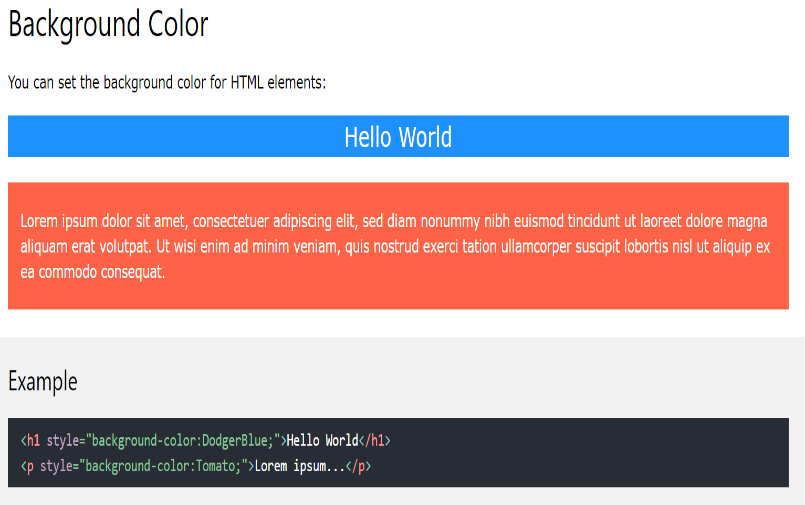 Background Color
You can set the background color for HTML elements:
Hello World
Lorem ipsum dolor sit amet, consectetuer adipiscing elit, sed diam nonummy nibh euismod tincidunt ut laoreet dolore magna
aliquam erat volutpat. Ut wisi enim ad minim veniam, quis nostrud exerci tation ullamcorper suscipit lobortis nisl ut aliquip ex
ea commodo consequat.
Example
<h1 style="background-color:DodgerBlue;">Hello World</h1>
<p style="background-color:Tomato;">Lorem ipsum...</p>